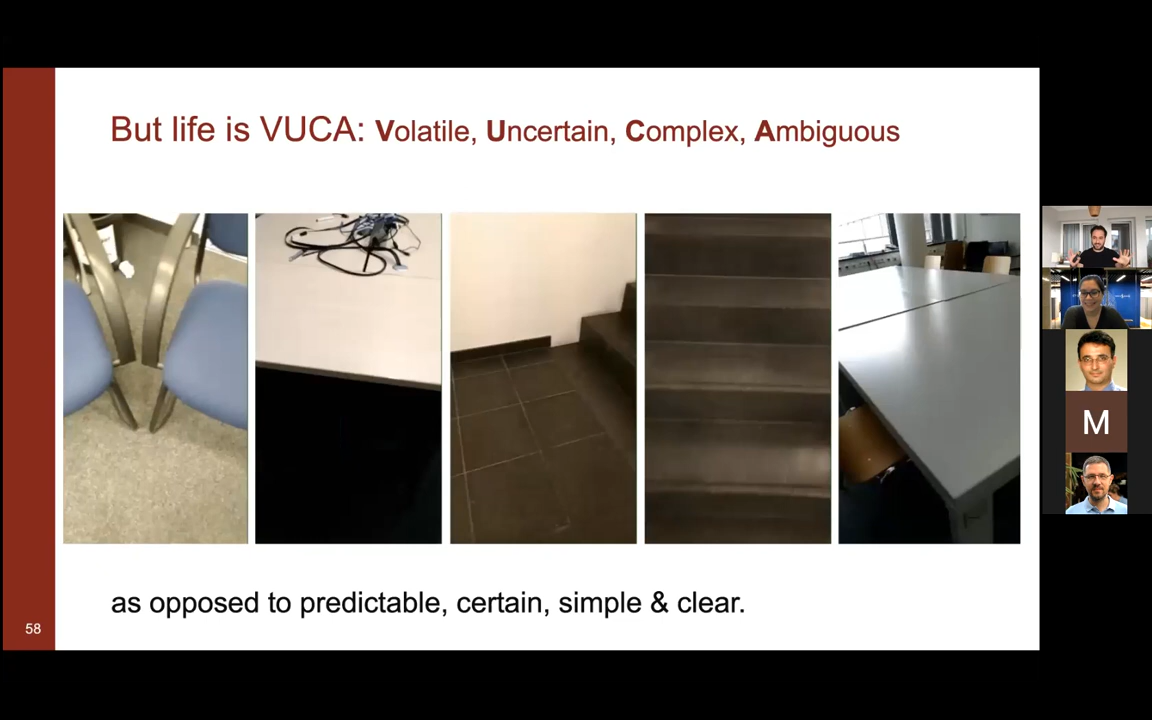 But life is VUCA: Volatile, Uncertain, Complex, Ambiguous
as opposed to predictable, certain, simple & clear.
58
M